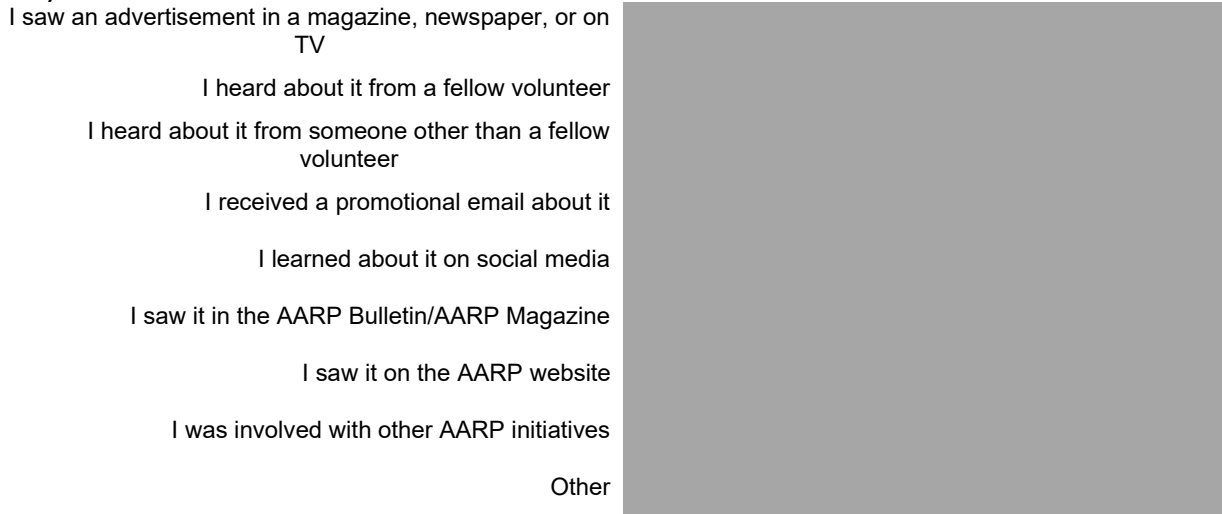 I saw an advertisement in a magazine, newspaper, or on
TV
I heard about it from a fellow volunteer
I heard about it from someone other than a fellow
volunteer
I received a promotional email about it
I learned about it on social media
I saw it in the AARP Bulletin/AARP Magazine
I saw it on the AARP website
I was involved with other AARP initiatives
Other